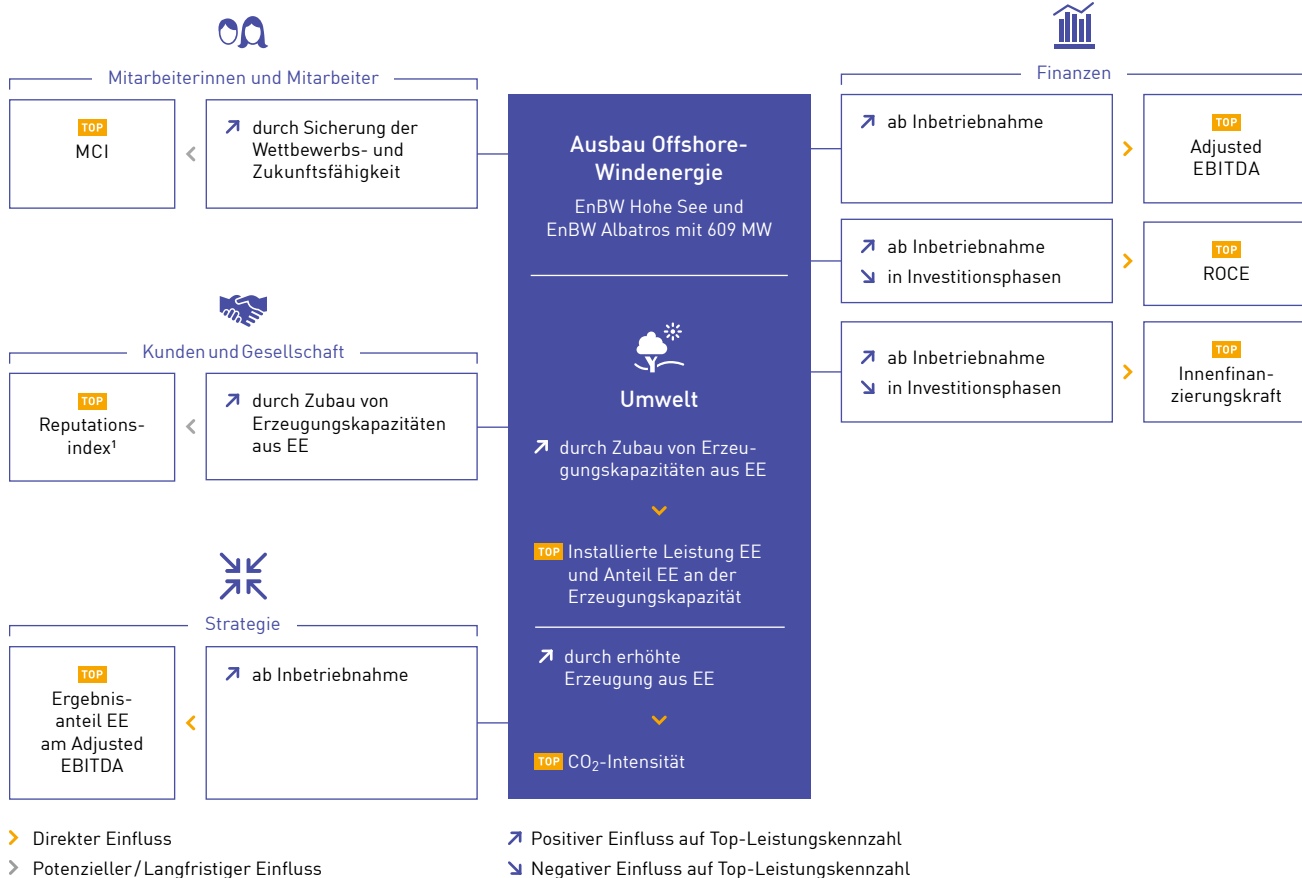 Mitarbeiterinnen und Mitarbeiter
TOP
MCI
durch Sicherung der
Wettbewerbs- und
Zukunftsfähigkeit
Kunden und Gesellschaft
TOP
Reputations-
index¹
durch Zubau von
Erzeugungskapazitäten
aus EE
Strategie
TOP
Ergebnis-
anteil EE
am Adjusted
EBITDA
ab Inbetriebnahme
Ausbau Offshore-
Windenergie
EnBW Hohe See und
EnBW Albatros mit 609 MW
Umwelt
durch Zubau von Erzeu-
gungskapazitäten aus EE
TOP Installierte Leistung EE
und Anteil EE an der
Erzeugungskapazität
durch erhöhte
Erzeugung aus EE
TOP CO₂-Intensität
Finanzen
ab Inbetriebnahme
TOP
Adjusted
EBITDA
ab Inbetriebnahme
in Investitionsphasen
TOP
ROCE
ab Inbetriebnahme
in Investitionsphasen
TOP
Innenfinan-
zierungskraft
Direkter Einfluss
Potenzieller/Langfristiger Einfluss
Positiver Einfluss auf Top-Leistungskennzahl
Negativer Einfluss auf Top-Leistungskennzahl